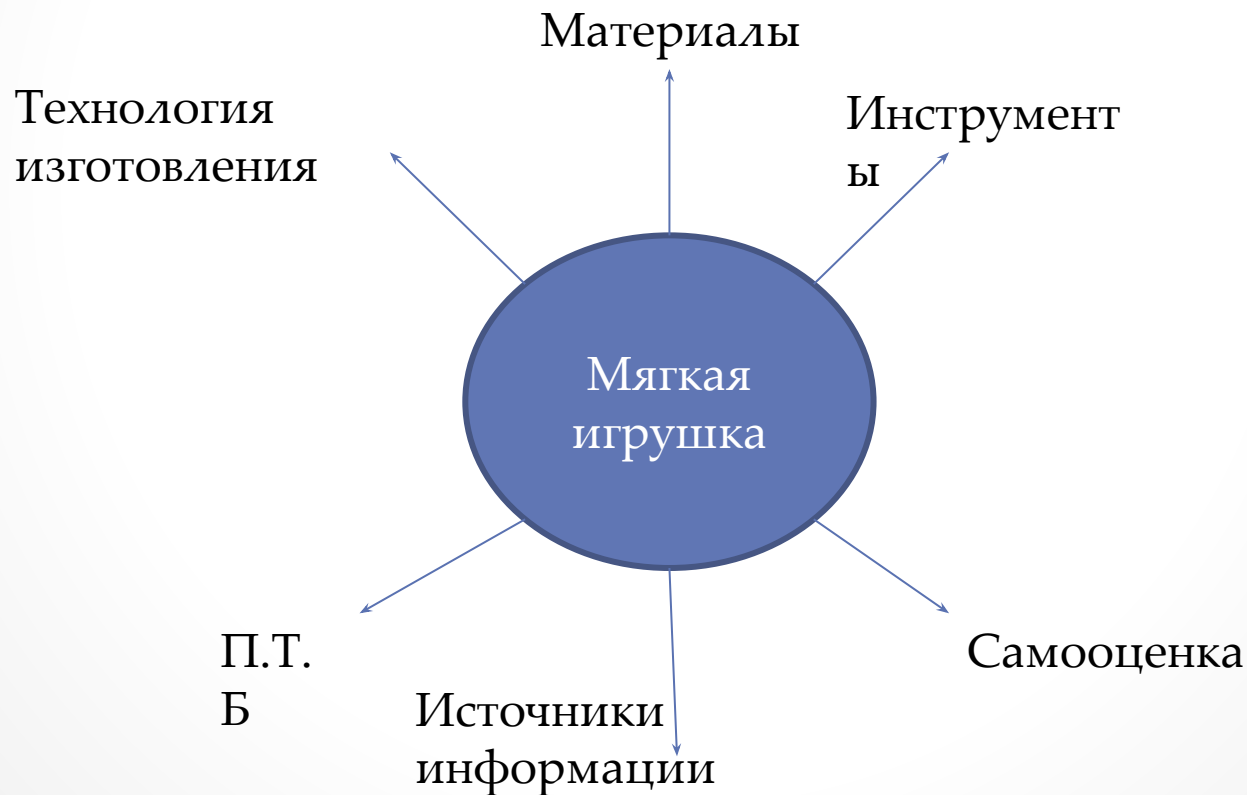 Материалы
Технология
изготовления
Инструмент
ы
Мягкая
игрушка
П.Т.
Б
Источники
информации
Самооценка